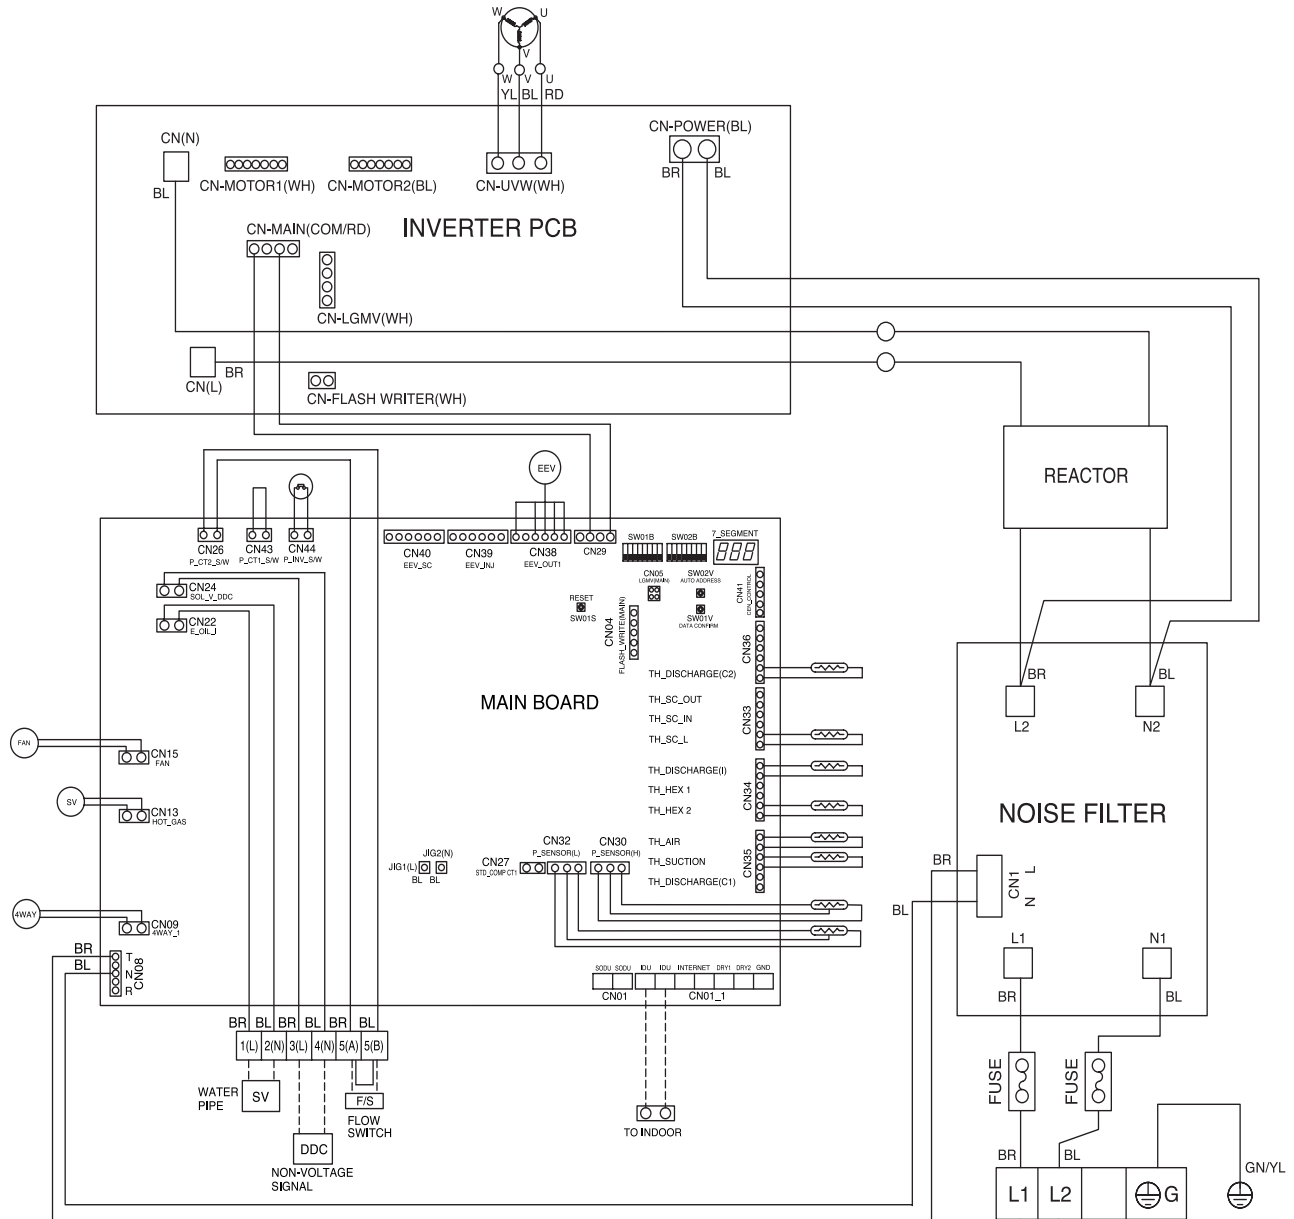 W U
V
W V U
YL BL RD
CN(N)
BL
CN-MOTOR1(WH)
CN-MOTOR2(BL)
CN-UVW(WH)
CN-POWER(BL)
BR BL
CN-MAIN(COM/RD)
INVERTER PCB
CN-LGMV(WH)
CN(L)
BR
CN-FLASH WRITER(WH)
REACTOR
EEV
CN26
P_CT2_S/W
CN43
P_CT1_S/W
CN44
P_INV_S/W
CN40
EEV_SC
CN39
EEV_INJ
CN38
EEV_OUT1
CN29
SW01B
SW02B
7_SEGMENT
CN24
SOL_V_DDC
CN22
E_OIL_I
CN05
LGMV(MAIN)
SW02V
AUTO ADDRESS
SW01V
DATA CONFIRM
RESET
SW01S
CN04
FLASH_WRITE(MAIN)
CN41
CN36
TH_DISCHARGE(C2)
MAIN BOARD
TH_SC_OUT
TH_SC_IN
TH_SC_L
CN33
TH_DISCHARGE(I)
TH_HEX 1
TH_HEX 2
CN34
TH_AIR
TH_SUCTION
TH_DISCHARGE(C1)
CN35
FAN
CN15
FAN
SV
CN13
HOT_GAS
4WAY
CN09
4WAY_1
JIG1(L)
BL
JIG2(N)
BL
CN27
STD_COMP CT1
CN32
P_SENSOR(L)
CN30
P_SENSOR(H)
BR
BL
T
N
R
CN08
SODU SODU IDU IDU INTERNET DRY1 DRY2 GND
CN01 CN01_1
BR BL BR BL BR BL
1(L) 2(N) 3(L) 4(N) 5(A) 5(B)
WATER
PIPE
SV
DDC
NON-VOLTAGE
SIGNAL
F/S
FLOW
SWITCH
TO INDOOR
BR BL
L2 N2
NOISE FILTER
BR
BL
CN1
L
N
L1 N1
BR BL
FUSE FUSE
BR BL
L1 L2 G
GN/YL